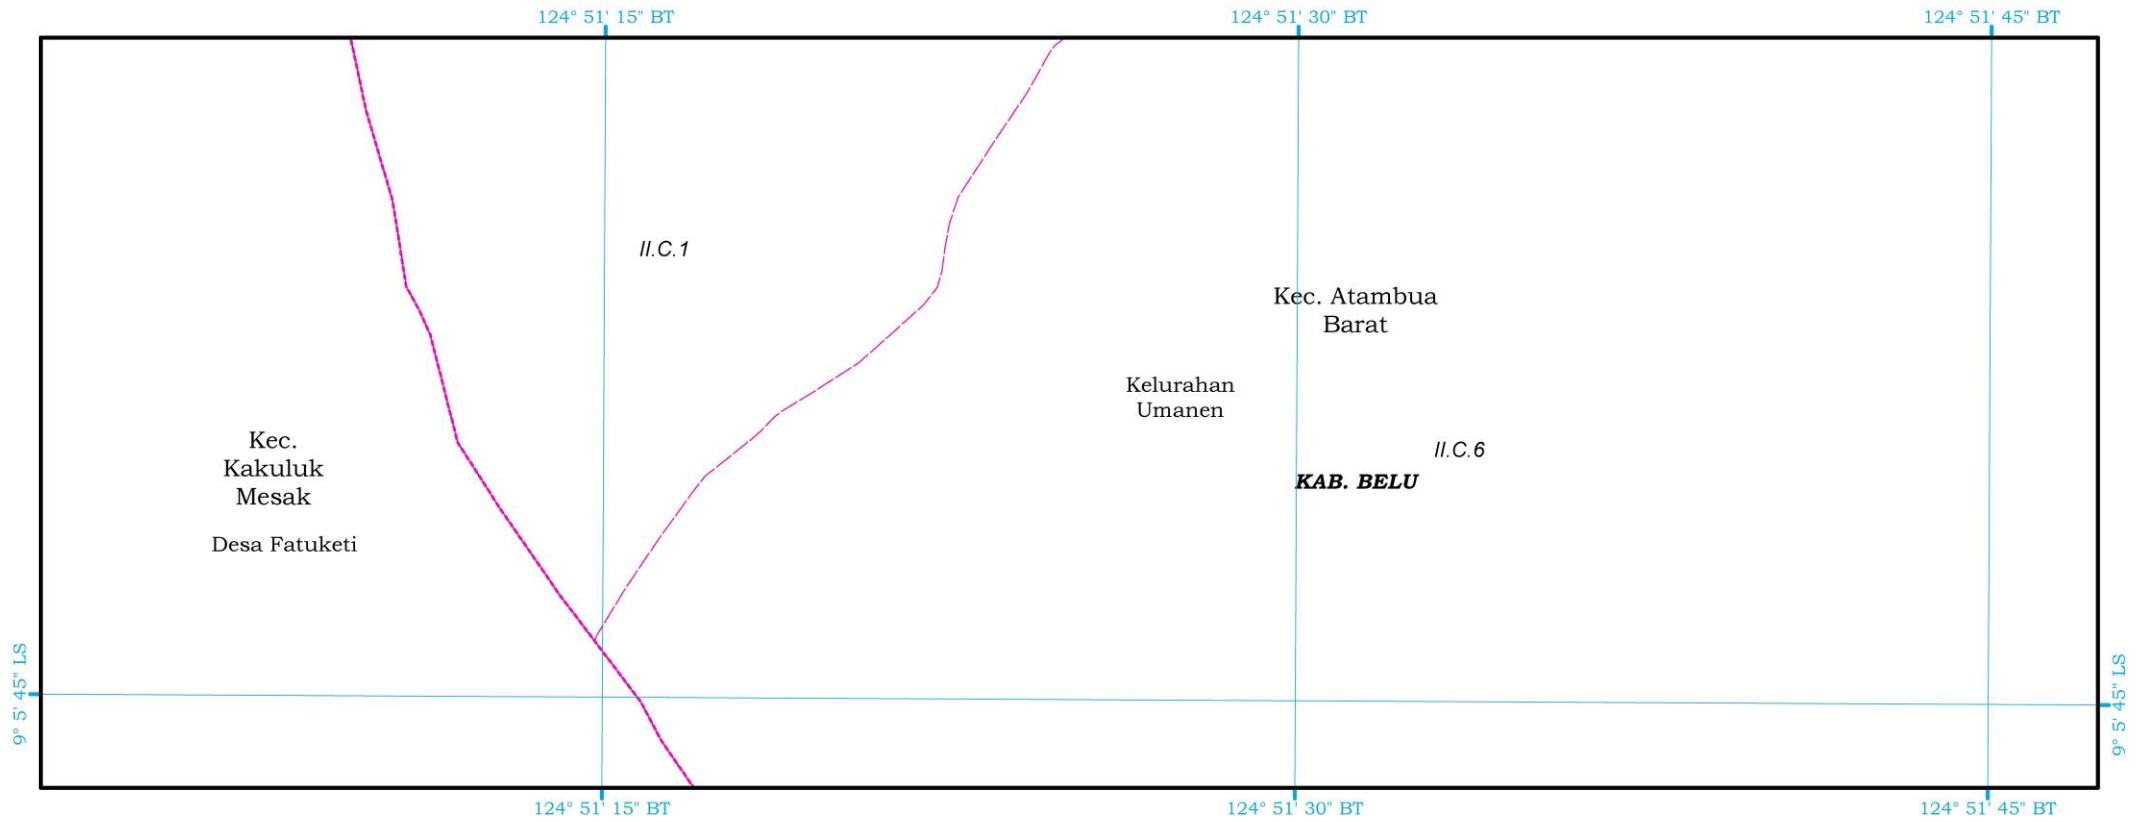 124° 51' 15" BT
124° 51' 30" BT
124° 51' 45" BT
II.C.1
Kec. Atambua
Barat
Kelurahan
Umanen
Kec.
Kakuluk
Mesak
II.C.6
KAB. BELU
Desa Fatuketi
9° 5' 45" LS
9° 5' 45" LS
124° 51' 15" BT
124° 51' 30" BT
124° 51' 45" BT